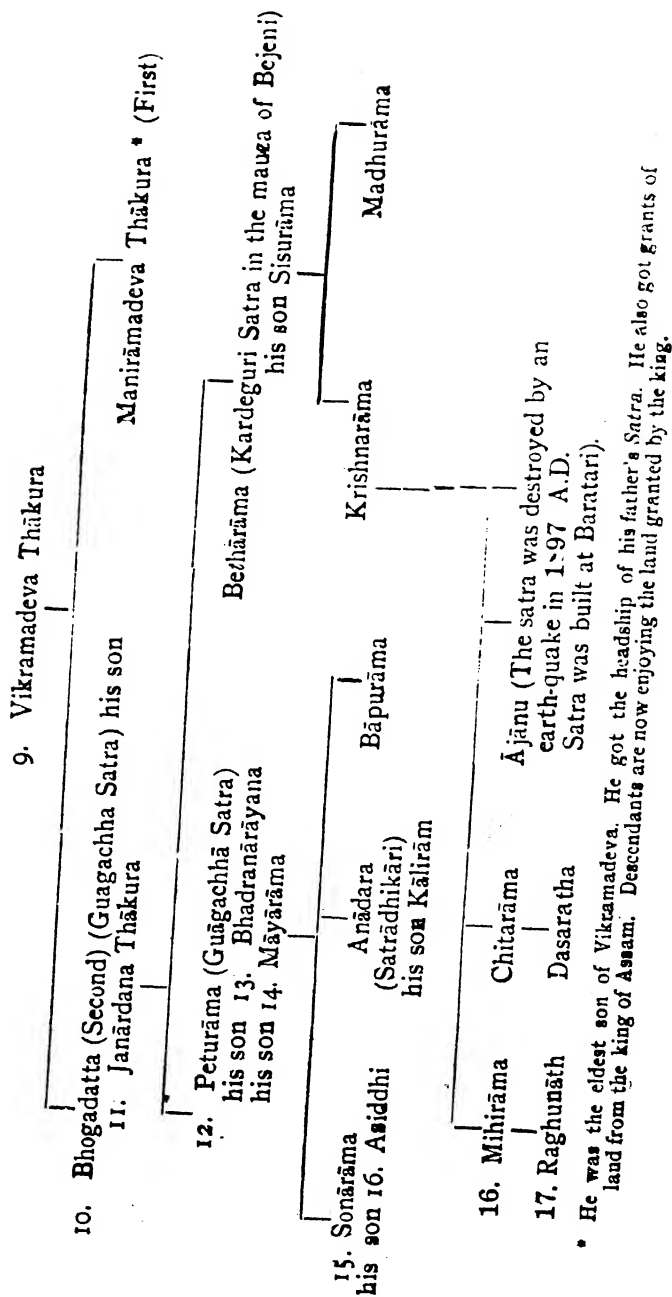 9. Vikramadeva Thākura
10. Bhogadatta (Second) (Guagachha Satra) his son
11. Janārdana Thākura
Manirāmadeva Thākura * (First)
12. Peturāma (Guāgachhā Satra)
his son 13. Bhadranārāyana
his son 14. Māyārāma
Bethārāma (Kardeguri Satra in the mauza of Bejeni)
his son Sisurāma
15. Sonārāma
his son 16. Asiddhi
Anādara
(Satrādhikāri)
his son Kālirām
Bāpurāma
Krishnarāma
Madhurāma
16. Mihirāma
17. Raghunāth
Chitarāma
Dasaratha
Ājānu (The satra was destroyed by an
earth-quake in 1897 A.D.
Satra was built at Baratari).
* He was the eldest son of Vikramadeva. He got the headship of his father's Satra. He also got grants of
land from the king of Assam. Descendants are now enjoying the land granted by the king.